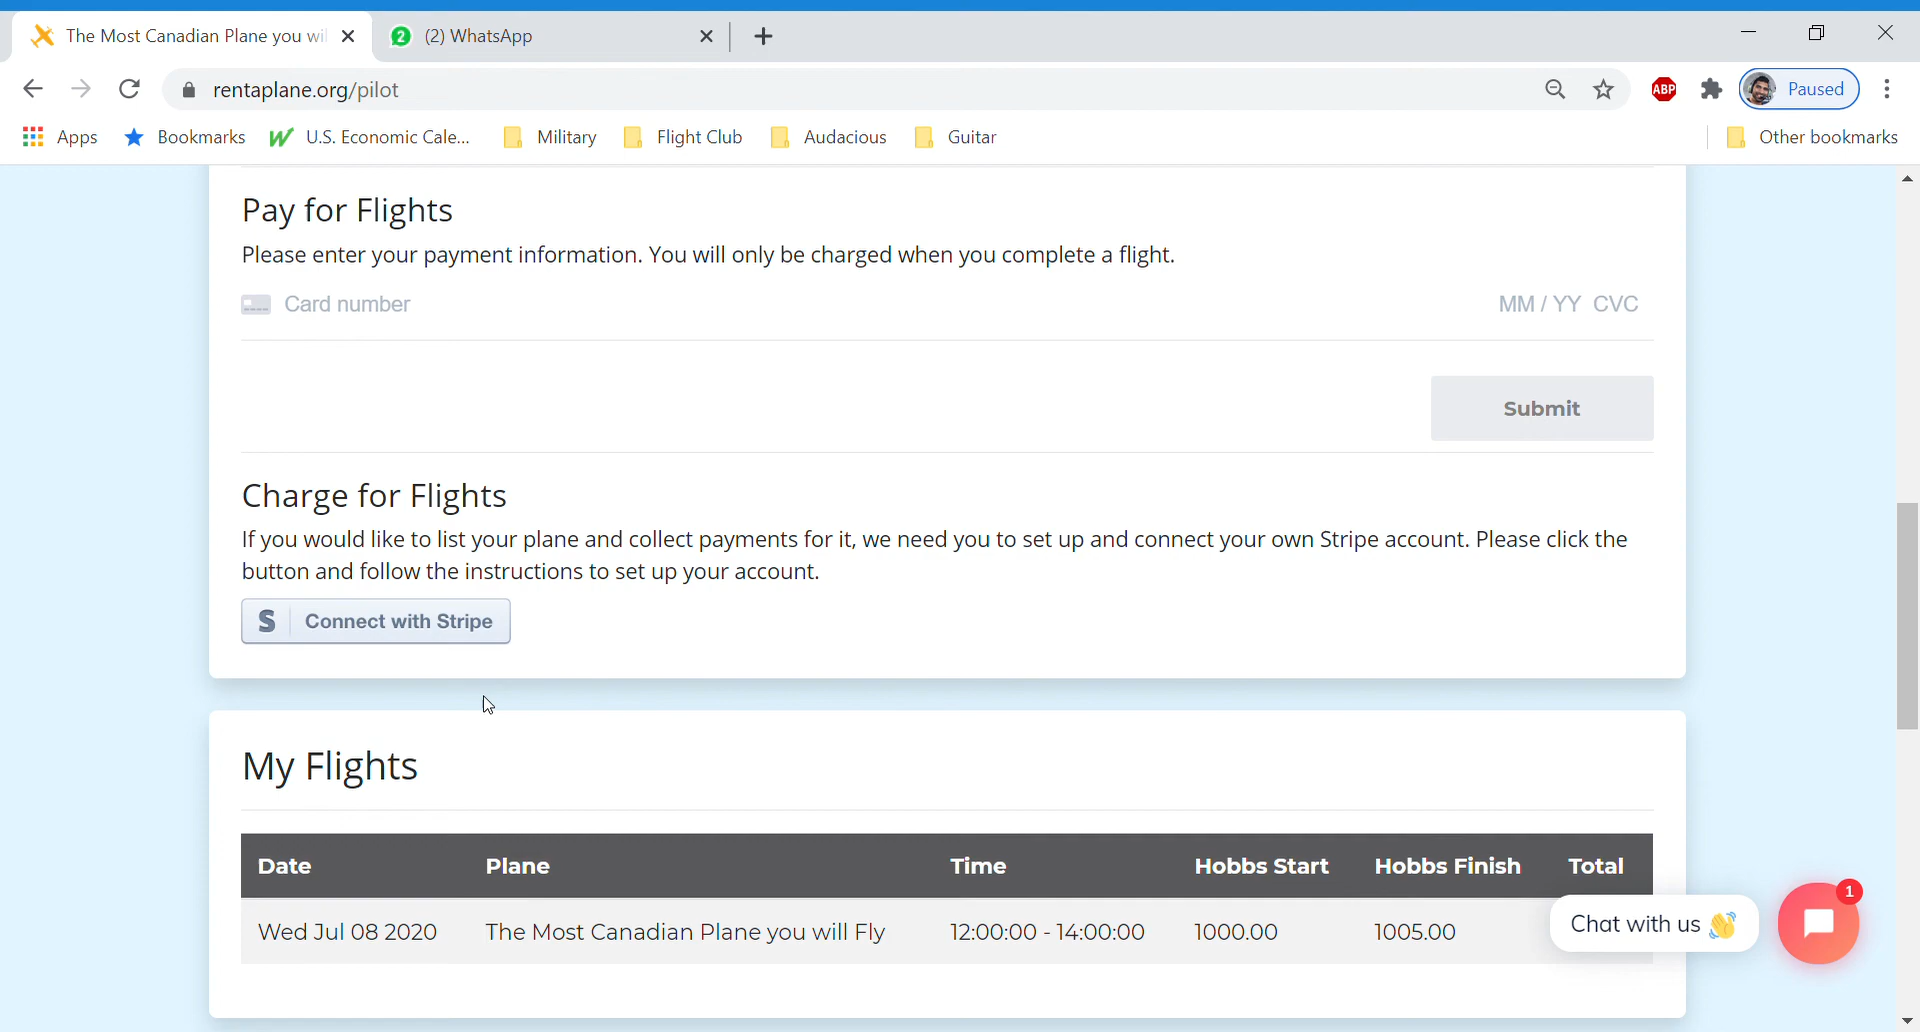 The Most Canadian Plane you wi
2 (2) WhatsApp
rentaplane.org/pilot
ABP
Paused
Apps Bookmarks U.S. Economic Cale... Military Flight Club Audacious Guitar Other bookmarks
Pay for Flights
Please enter your payment information. You will only be charged when you complete a flight.
Card number MM / YY CVC
Submit
Charge for Flights
If you would like to list your plane and collect payments for it, we need you to set up and connect your own Stripe account. Please click the
button and follow the instructions to set up your account.
S Connect with Stripe
My Flights
Date Plane Time Hobbs Start Hobbs Finish Total
Wed Jul 08 2020 The Most Canadian Plane you will Fly 12:00:00 - 14:00:00 1000.00 1005.00
Chat with us 👋
1